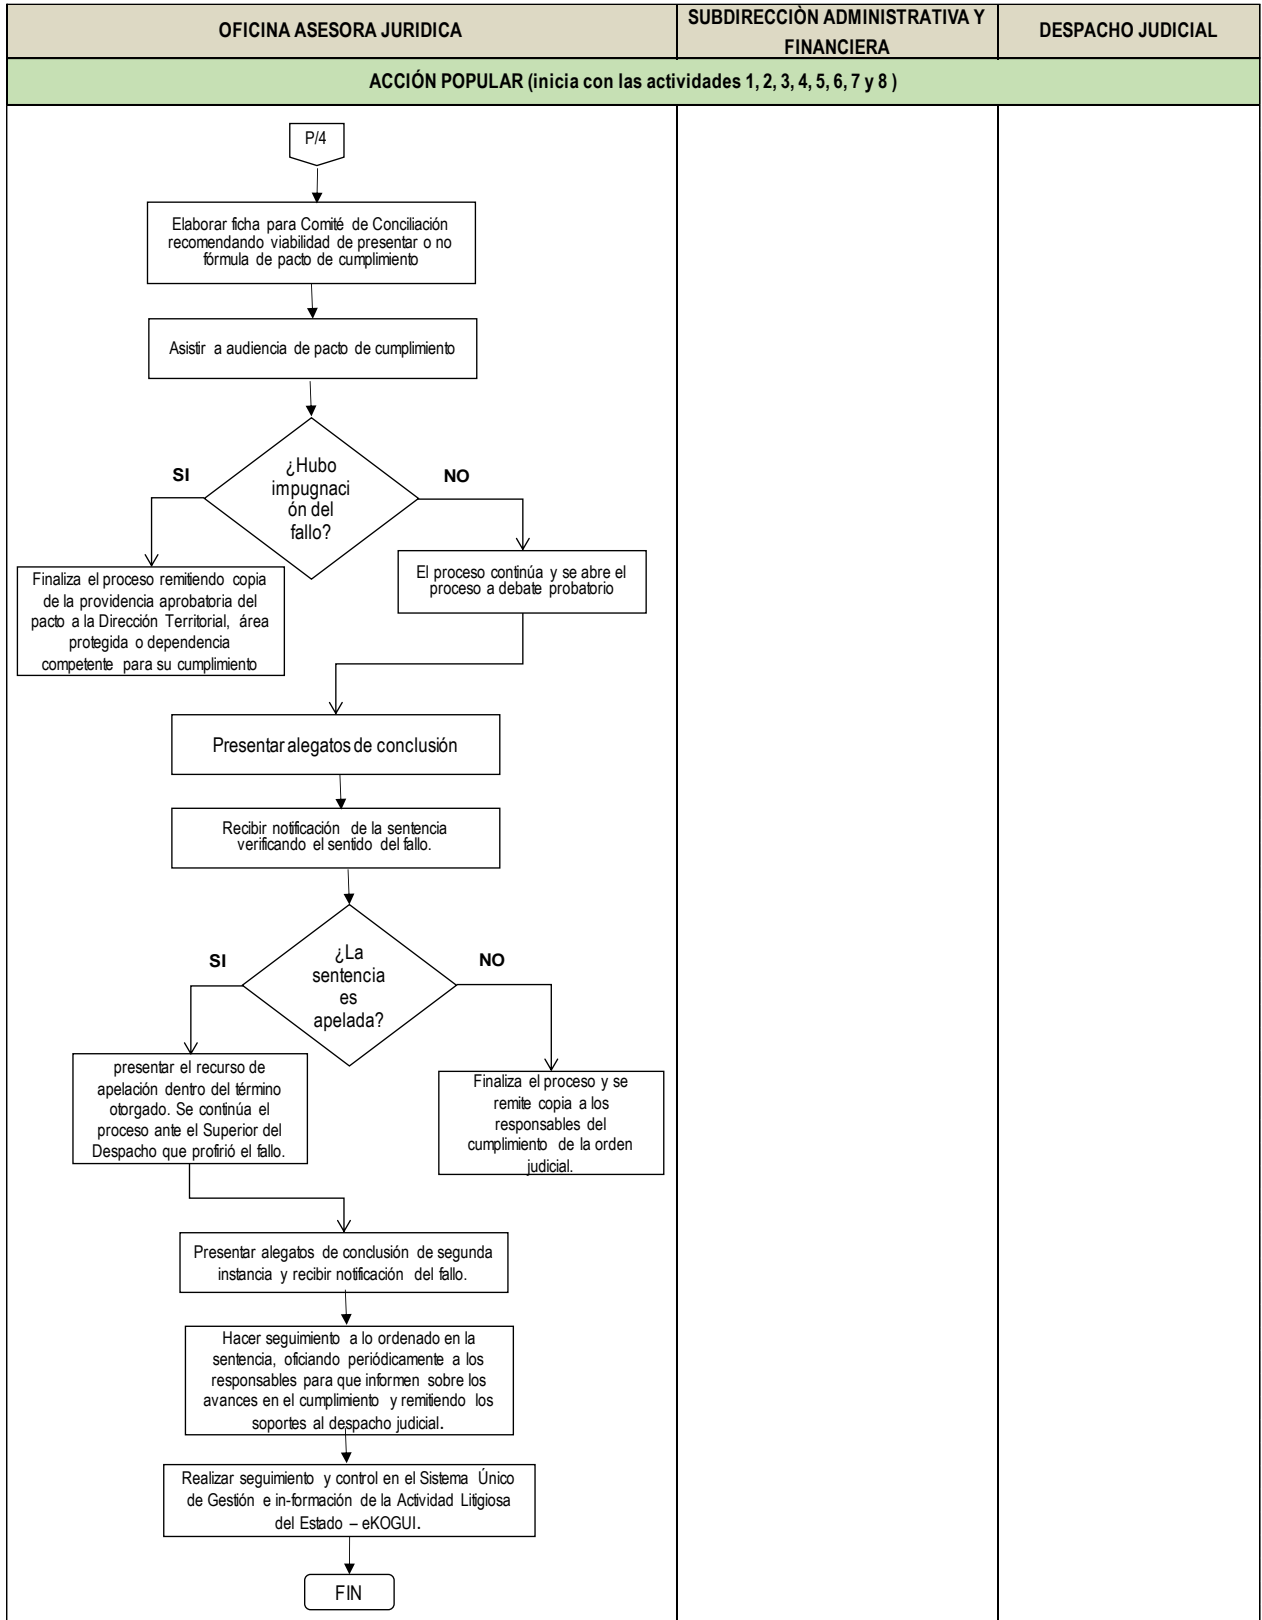 OFICINA ASESORA JURIDICA
SUBDIRECCIÒN ADMINISTRATIVA Y
FINANCIERA
DESPACHO JUDICIAL
ACCIÓN POPULAR (inicia con las actividades 1, 2, 3, 4, 5, 6, 7 y 8 )
P/4
Elaborar ficha para Comité de Conciliación
recomendando viabilidad de presentar o no
fórmula de pacto de cumplimiento
Asistir a audiencia de pacto de cumplimiento
¿Hubo
impugnaci
ón del
fallo?
SI
NO
Finaliza el proceso remitiendo copia
de la providencia aprobatoria del
pacto a la Dirección Territorial, área
protegida o dependencia
competente para su cumplimiento
El proceso continúa y se abre el
proceso a debate probatorio
Presentar alegatos de conclusión
Recibir notificación de la sentencia
verificando el sentido del fallo.
¿La
sentencia
es
apelada?
SI
NO
presentar el recurso de
apelación dentro del término
otorgado. Se continúa el
proceso ante el Superior del
Despacho que profirió el fallo.
Finaliza el proceso y se
remite copia a los
responsables del
cumplimiento de la orden
judicial.
Presentar alegatos de conclusión de segunda
instancia y recibir notificación del fallo.
Hacer seguimiento a lo ordenado en la
sentencia, oficiando periódicamente a los
responsables para que informen sobre los
avances en el cumplimiento y remitiendo los
soportes al despacho judicial.
Realizar seguimiento y control en el Sistema Único
de Gestión e in-formación de la Actividad Litigiosa
del Estado – eKOGUI.
FIN